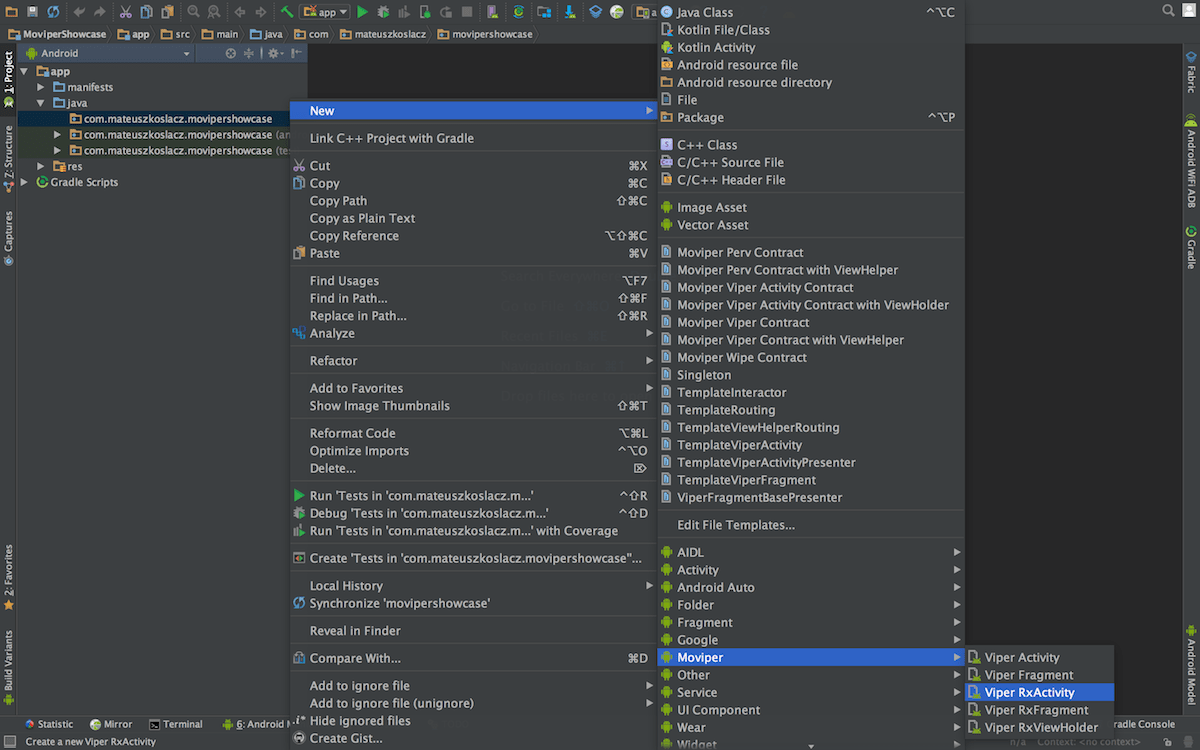 app
MoviperShowcase
app
src
main
java
com
mateuszkoslacz
movipershowcase
Android
app
manifests
java
com.mateuszkoslacz.movipershowcase
com.mateuszkoslacz.movipershowcase (an
com.mateuszkoslacz.movipershowcase (te
res
Gradle Scripts
1: Project
Z: Structure
Captures
2: Favorites
Build Variants
New
Link C++ Project with Gradle
Cut ⌘X
Copy ⌘C
Copy Path ⇧⌘C
Copy as Plain Text
Copy Reference ⌥⇧⌘C
Paste ⌘V
Find Usages ⌥F7
Find in Path... ⇧⌘F
Replace in Path... ⇧⌘R
Analyze
Refactor
Add to Favorites
Show Image Thumbnails ⇧⌘T
Reformat Code ⌥⌘L
Optimize Imports ^⌥O
Delete... ⌦
Run 'Tests in 'com.mateuszkoslacz.m...' ^⇧R
Debug 'Tests in 'com.mateuszkoslacz.m...' ^⇧D
Run 'Tests in 'com.mateuszkoslacz.m...' with Coverage
Create 'Tests in 'com.mateuszkoslacz.movipershowcase''...
Local History
Synchronize 'movipershowcase'
Reveal in Finder
Compare With... ⌘D
Add to ignore file
Add to ignore file (unignore)
Hide ignored files
Create Gist...
Java Class ^⌥C
Kotlin File/Class
Kotlin Activity
Android resource file
Android resource directory
File
Package ^⌥P
C++ Class
C/C++ Source File
C/C++ Header File
Image Asset
Vector Asset
Moviper Perv Contract
Moviper Perv Contract with ViewHelper
Moviper Viper Activity Contract
Moviper Viper Activity Contract with ViewHolder
Moviper Viper Contract
Moviper Viper Contract with ViewHelper
Moviper Wipe Contract
Singleton
TemplateInteractor
TemplateRouting
TemplateViewHelperRouting
TemplateViperActivity
TemplateViperActivityPresenter
TemplateViperFragment
ViperFragmentBasePresenter
Edit File Templates...
AIDL
Activity
Android Auto
Folder
Fragment
Google
Moviper
Other
Service
UI Component
Wear
Widget
Viper Activity
Viper Fragment
Viper RxActivity
Viper RxFragment
Viper RxViewHolder
Fabric
Android WiFi ADB
Gradle
Android Model
Statistic
Mirror
Terminal
6: Android M
radle Console
Create a new Viper RxActivity
n/a
Context: <no context>